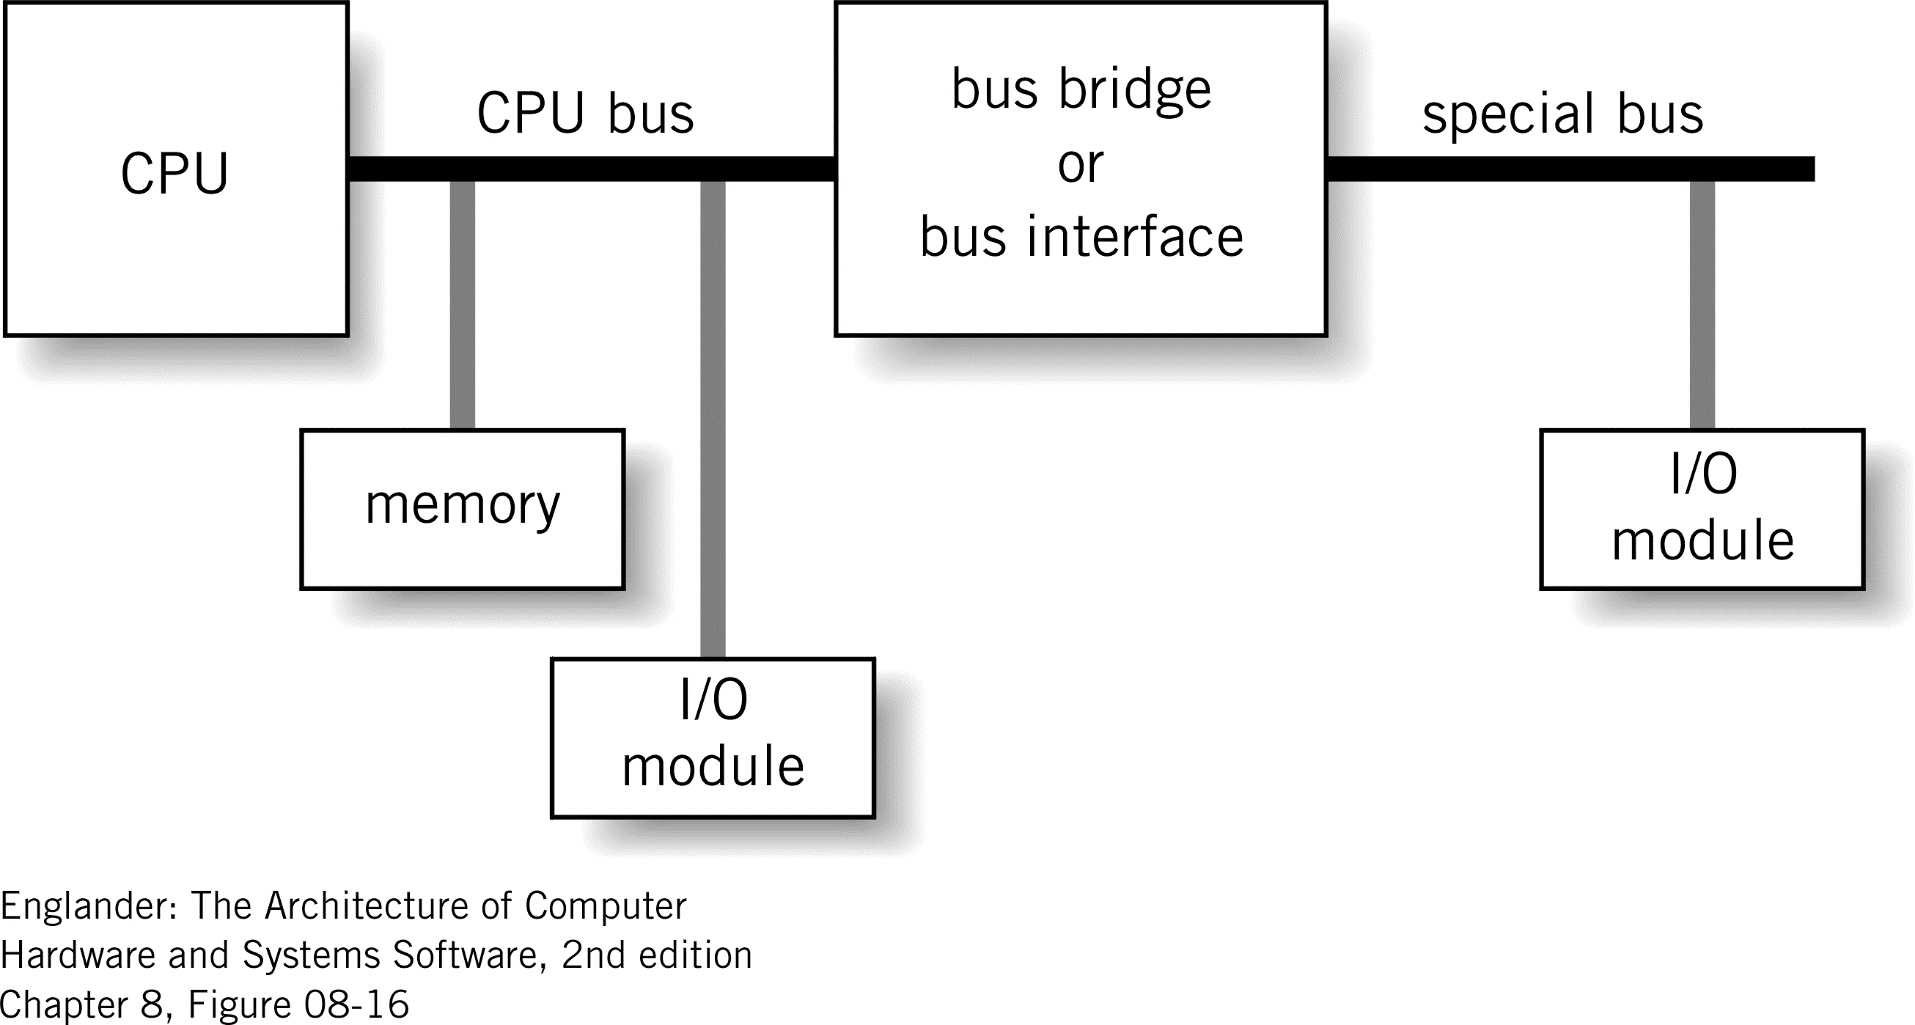 CPU
CPU bus
bus bridge
or
bus interface
special bus
memory
I/O
module
I/O
module
Englander: The Architecture of Computer
Hardware and Systems Software, 2nd edition
Chapter 8, Figure 08-16